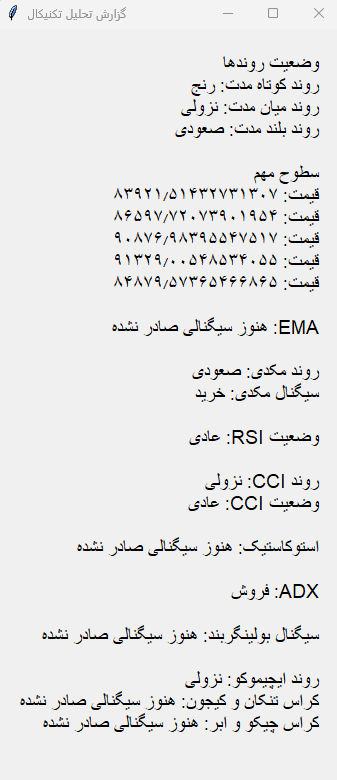 گزارش تحلیل تکنیکال
وضعیت روندها
روند کوتاه مدت: رنج
روند میان مدت: نزولی
روند بلند مدت: صعودی
سطوح مهم
قیمت: ۸۳۹۲۱٫۵۱۴۳۲۷۳۱۳۰۷
قیمت: ۸۶۵۹۷٫۷۲۰۷۳۹۰۱۹۵۴
قیمت: ۹۰۸۷۶٫۹۸۳۹۵۵۴۷۵۱۷
قیمت: ۹۱۳۲۹٫۰۰۵۴۸۵۳۴۰۵۵
قیمت: ۸۴۸۷۹٫۵۷۳۶۵۴۶۶۸۶۵
EMA: هنوز سیگنالی صادر نشده
روند مکدی: صعودی
سیگنال مکدی: خرید
وضعیت RSI: عادی
روند CCI: نزولی
وضعیت CCI: عادی
استوکاستیک: هنوز سیگنالی صادر نشده
ADX: فروش
سیگنال بولینگربند: هنوز سیگنالی صادر نشده
روند ایچیموکو: نزولی
کراس تنکان و کیجون: هنوز سیگنالی صادر نشده
کراس چیکو و ابر: هنوز سیگنالی صادر نشده